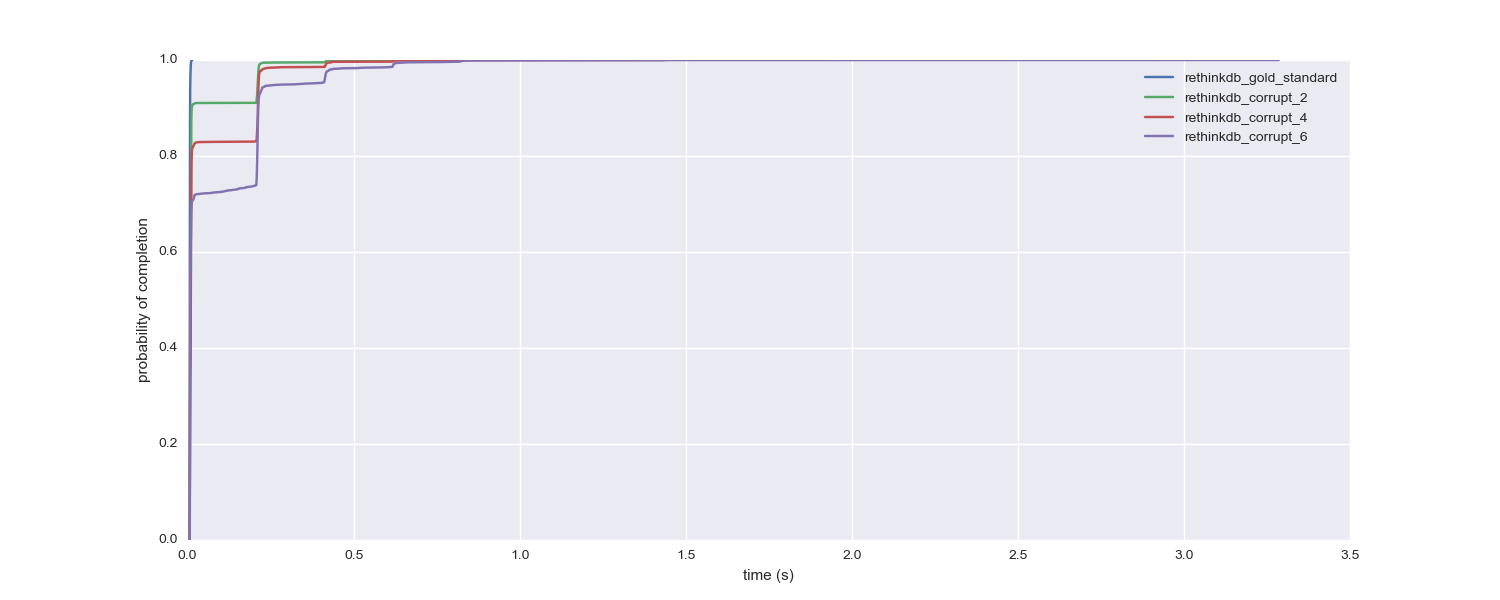 1.0
0.8
0.6
0.4
0.2
0.0
probability of completion
rethinkdb_gold_standard
rethinkdb_corrupt_2
rethinkdb_corrupt_4
rethinkdb_corrupt_6
0.0 0.5 1.0 1.5 2.0 2.5 3.0 3.5
time (s)